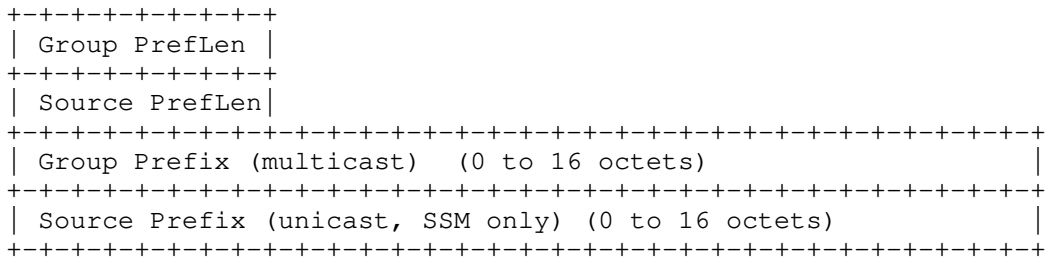 +-+-+-+-+-+-+-+-+
| Group PrefLen |
+-+-+-+-+-+-+-+-+
| Source PrefLen|
+-+-+-+-+-+-+-+-+-+-+-+-+-+-+-+-+-+-+-+-+-+-+-+-+-+-+-+-+-+-+-+-+
| Group Prefix (multicast)  (0 to 16 octets)                    |
+-+-+-+-+-+-+-+-+-+-+-+-+-+-+-+-+-+-+-+-+-+-+-+-+-+-+-+-+-+-+-+-+
| Source Prefix (unicast, SSM only) (0 to 16 octets)            |
+-+-+-+-+-+-+-+-+-+-+-+-+-+-+-+-+-+-+-+-+-+-+-+-+-+-+-+-+-+-+-+-+